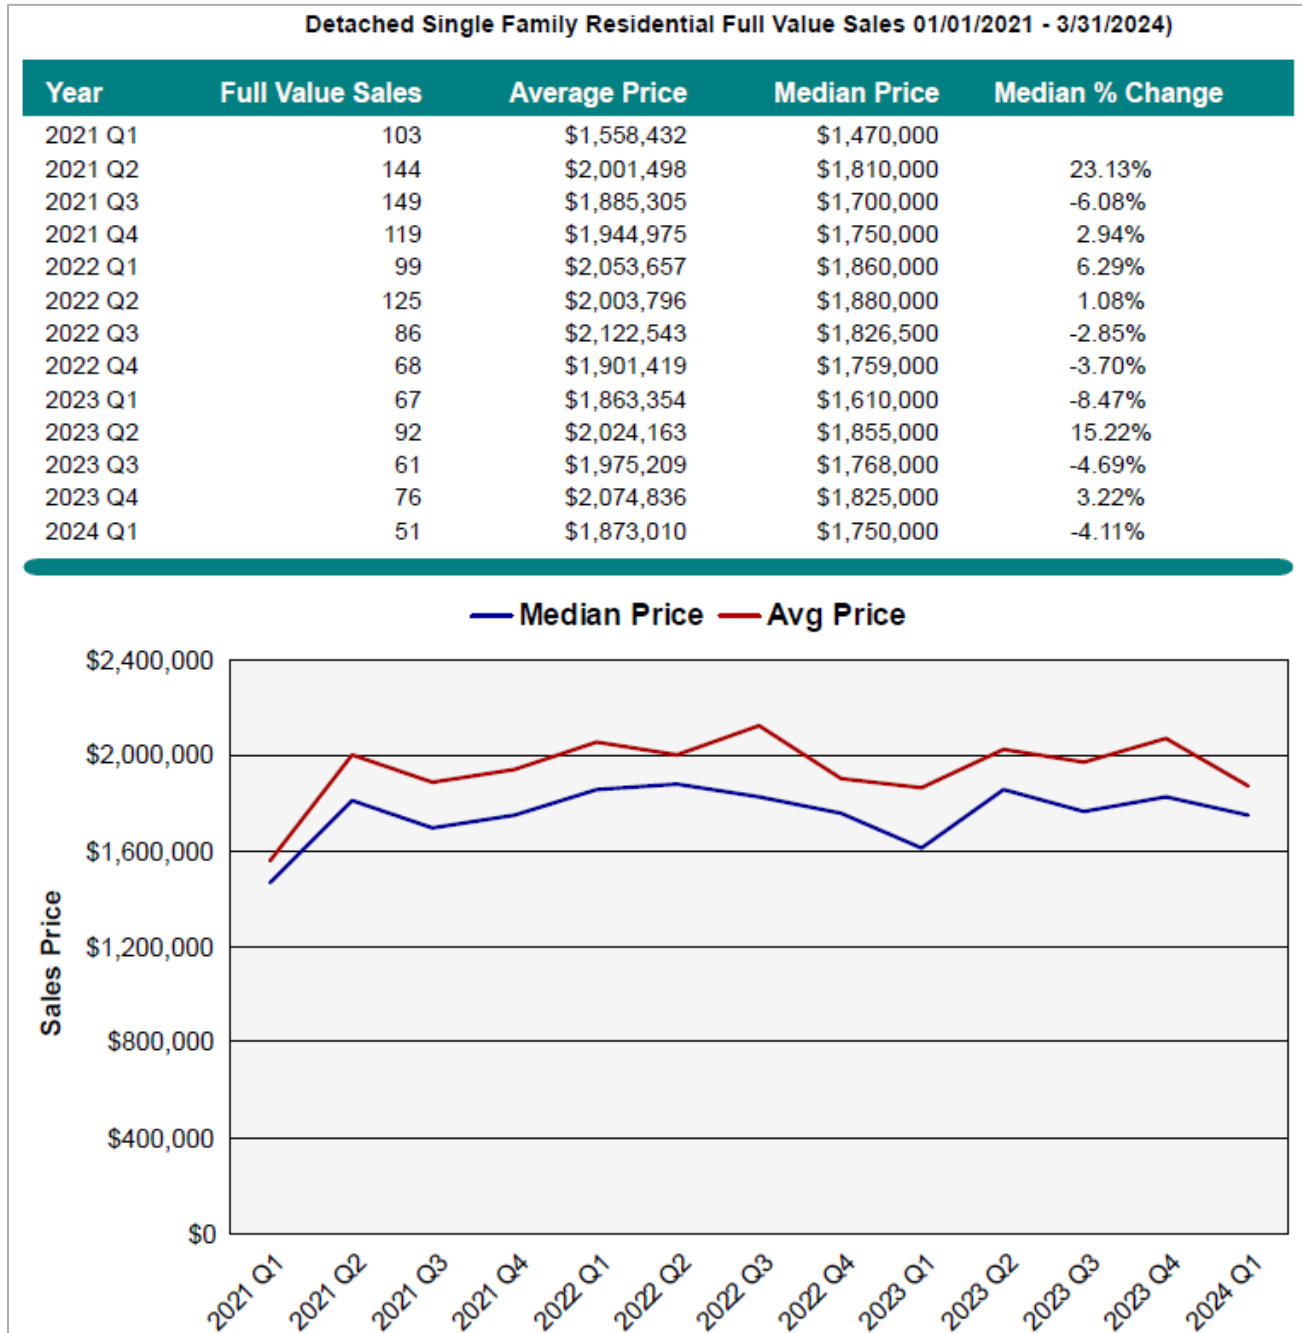 Detached Single Family Residential Full Value Sales 01/01/2021 - 3/31/2024)
Year Full Value Sales Average Price Median Price Median % Change
2021 Q1 103 $1,558,432 $1,470,000
2021 Q2 144 $2,001,498 $1,810,000 23.13%
2021 Q3 149 $1,885,305 $1,700,000 -6.08%
2021 Q4 119 $1,944,975 $1,750,000 2.94%
2022 Q1 99 $2,053,657 $1,860,000 6.29%
2022 Q2 125 $2,003,796 $1,880,000 1.08%
2022 Q3 86 $2,122,543 $1,826,500 -2.85%
2022 Q4 68 $1,901,419 $1,759,000 -3.70%
2023 Q1 67 $1,863,354 $1,610,000 -8.47%
2023 Q2 92 $2,024,163 $1,855,000 15.22%
2023 Q3 61 $1,975,209 $1,768,000 -4.69%
2023 Q4 76 $2,074,836 $1,825,000 3.22%
2024 Q1 51 $1,873,010 $1,750,000 -4.11%
Median Price Avg Price
$2,400,000
$2,000,000
$1,600,000
$1,200,000
$800,000
$400,000
$0
Sales Price
2021 Q1 2021 Q2 2021 Q3 2021 Q4 2022 Q1 2022 Q2 2022 Q3 2022 Q4 2023 Q1 2023 Q2 2023 Q3 2023 Q4 2024 Q1